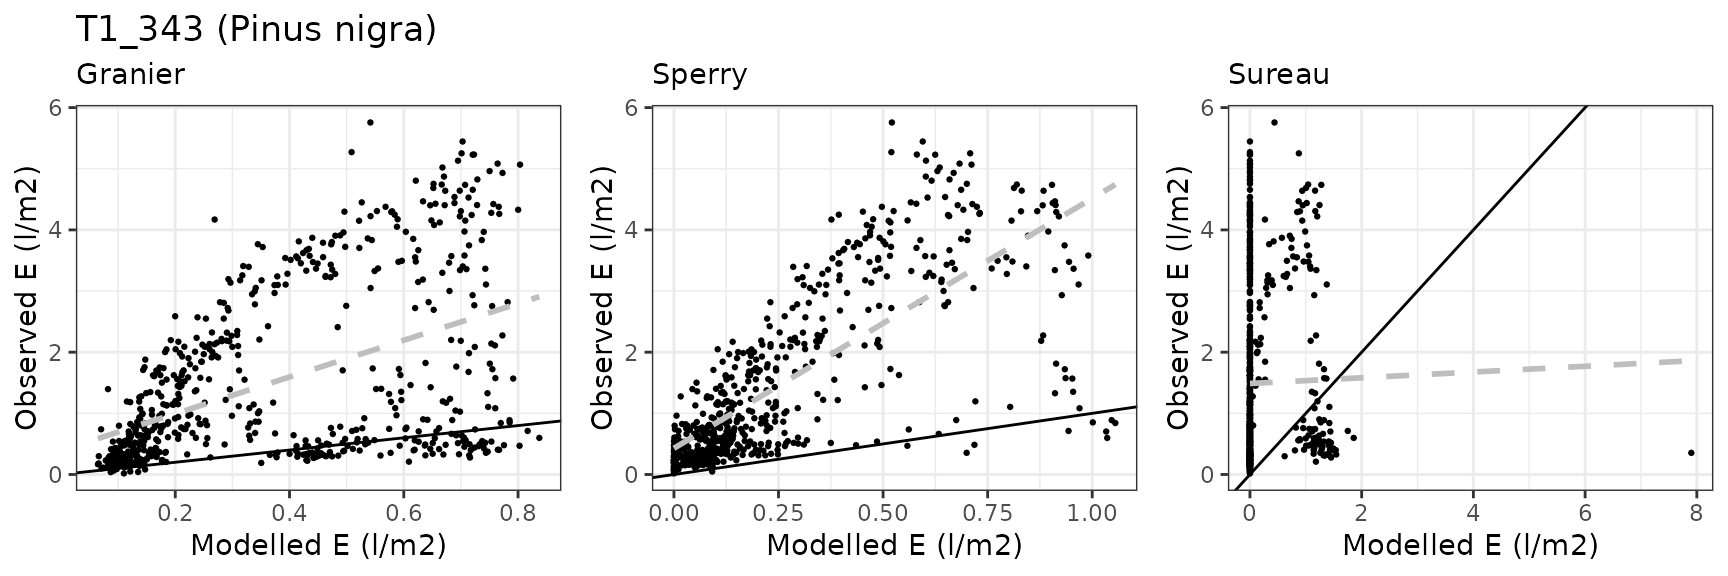 T1_343 (Pinus nigra)
Granier
Sperry
Sureau
Observed E (l/m2)
6
4
2
0
0.2
0.4
0.6
0.8
Modelled E (l/m2)
Observed E (l/m2)
6
4
2
0
0.00
0.25
0.50
0.75
1.00
Modelled E (l/m2)
Observed E (l/m2)
6
4
2
0
0
2
4
6
8
Modelled E (l/m2)